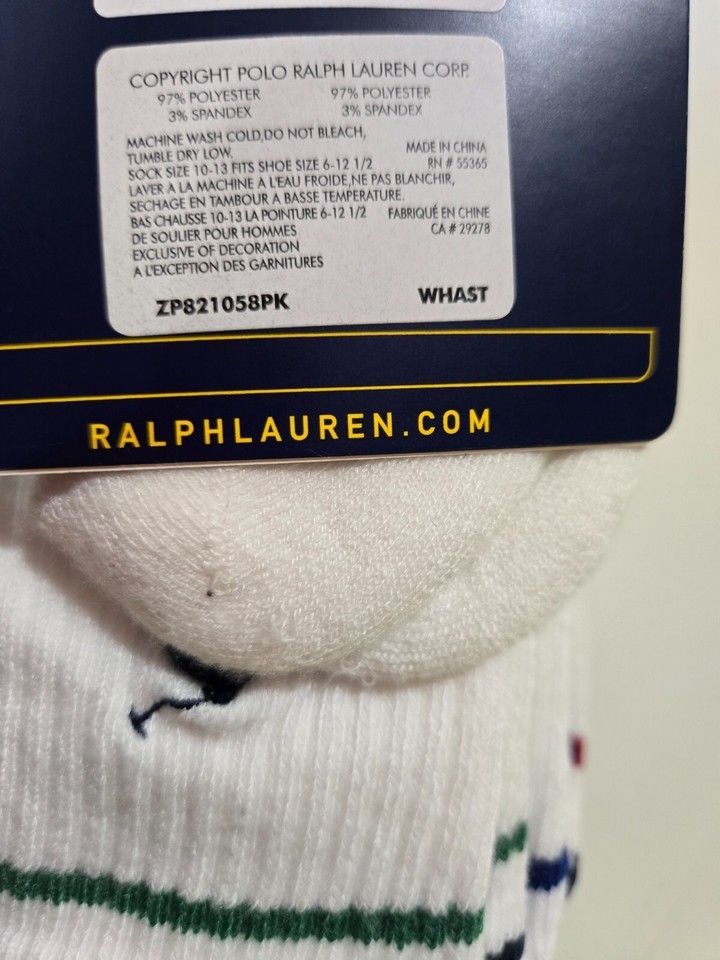 COPYRIGHT POLO RALPH LAUREN CORP.
97% POLYESTER 97% POLYESTER
3% SPANDEX 3% SPANDEX
MACHINE WASH COLD,DO NOT BLEACH,
TUMBLE DRY LOW. MADE IN CHINA
SOCK SIZE 10-13 FITS SHOE SIZE 6-12 1/2 RN # 55365
LAVER A LA MACHINE A L'EAU FROIDE,NE PAS BLANCHIR,
SECHAGE EN TAMBOUR A BASSE TEMPERATURE.
BAS CHAUSSE 10-13 LA POINTURE 6-12 1/2 FABRIQUÉ EN CHINE
DE SOULIER POUR HOMMES CA # 29278
EXCLUSIVE OF DECORATION
A L'EXCEPTION DES GARNITURES
ZP821058PK WHAST
RALPHLAUREN.COM